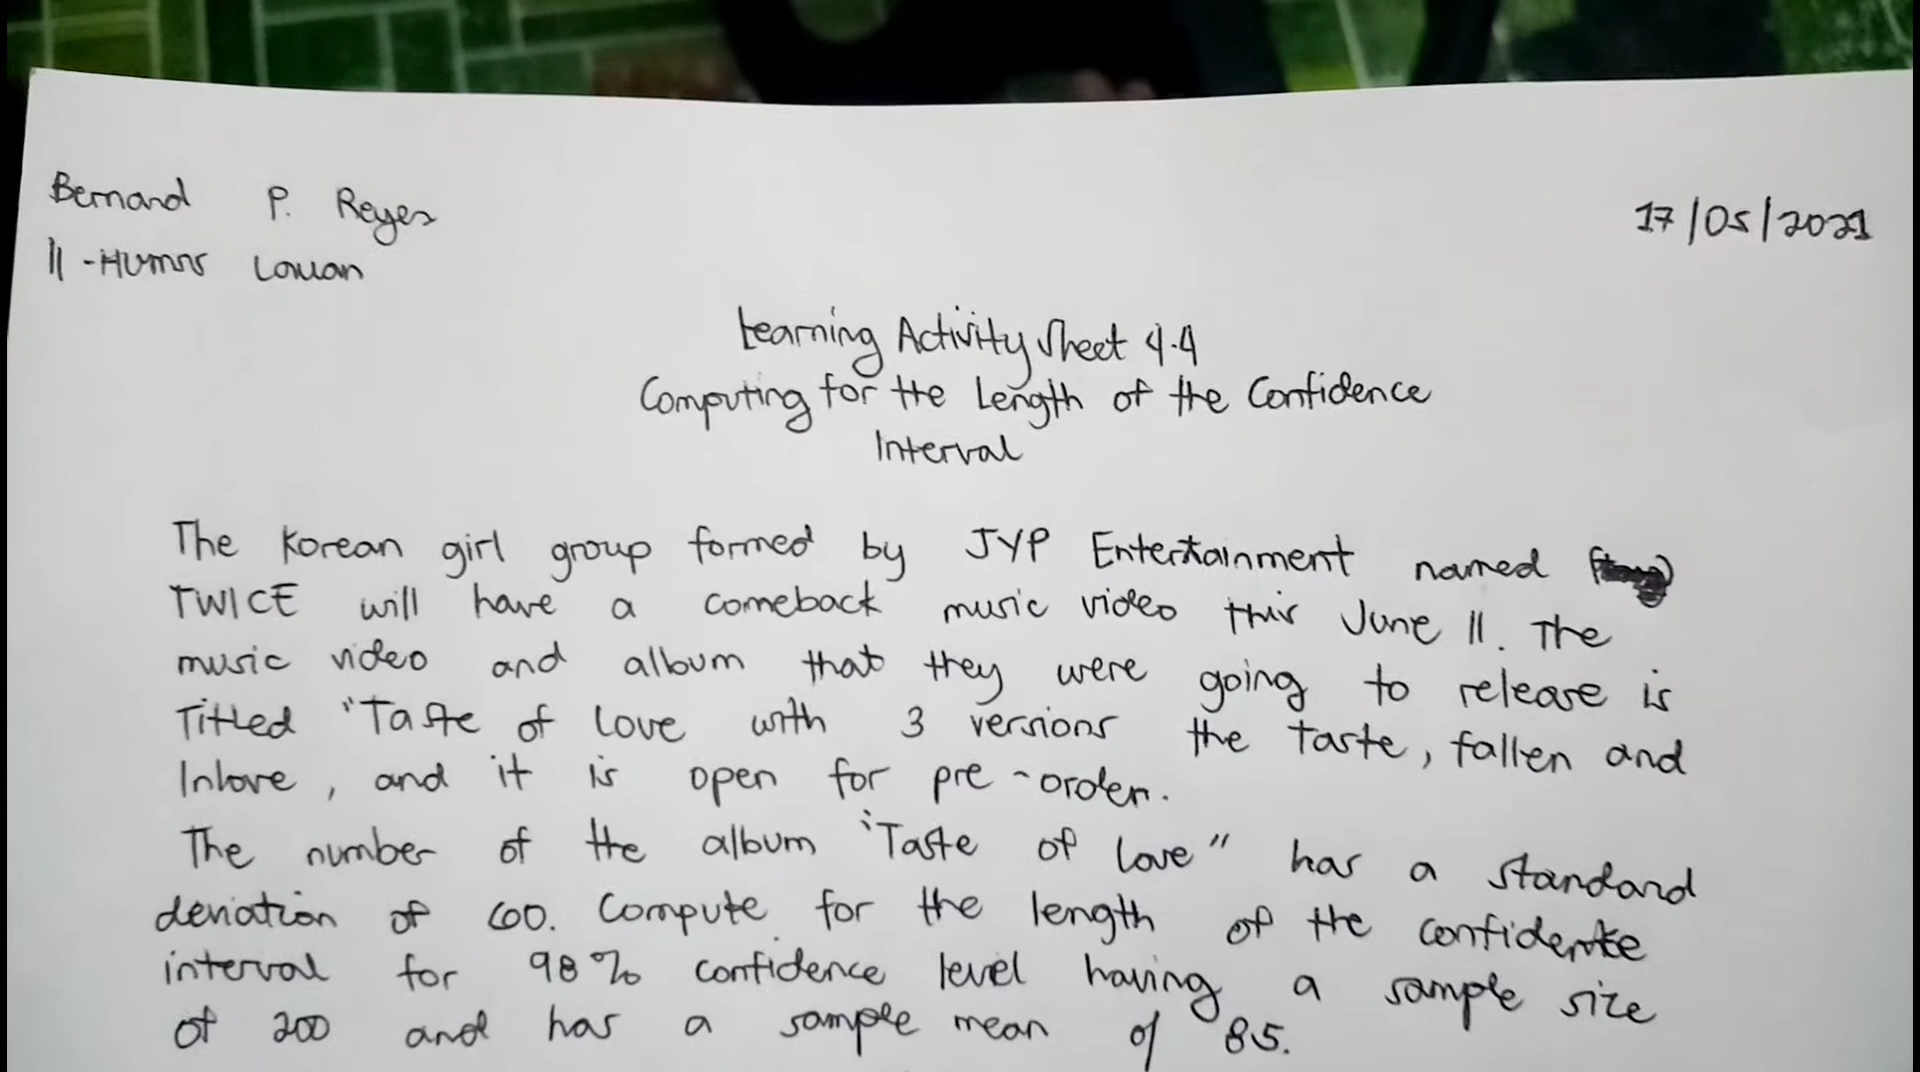 Bernard P. Reyes
17/05/2021
11 - HUMSS
Learning Activity Sheet 4.4
Computing for the Length of the Confidence
Interval
The Korean girl group formed by JYP Entertainment named
TWICE will have a comeback music video this June 11. The
music video and album that they were going to release is
Titled "Taste of Love with 3 versions the taste, fallen and
Inlove, and it is open for pre-order.
The number of the album "Taste of Love" has a standard
deviation of 60. Compute for the length of the confidence
interval for 98% confidence level having a sample size
of 200 and has a sample mean of 85.